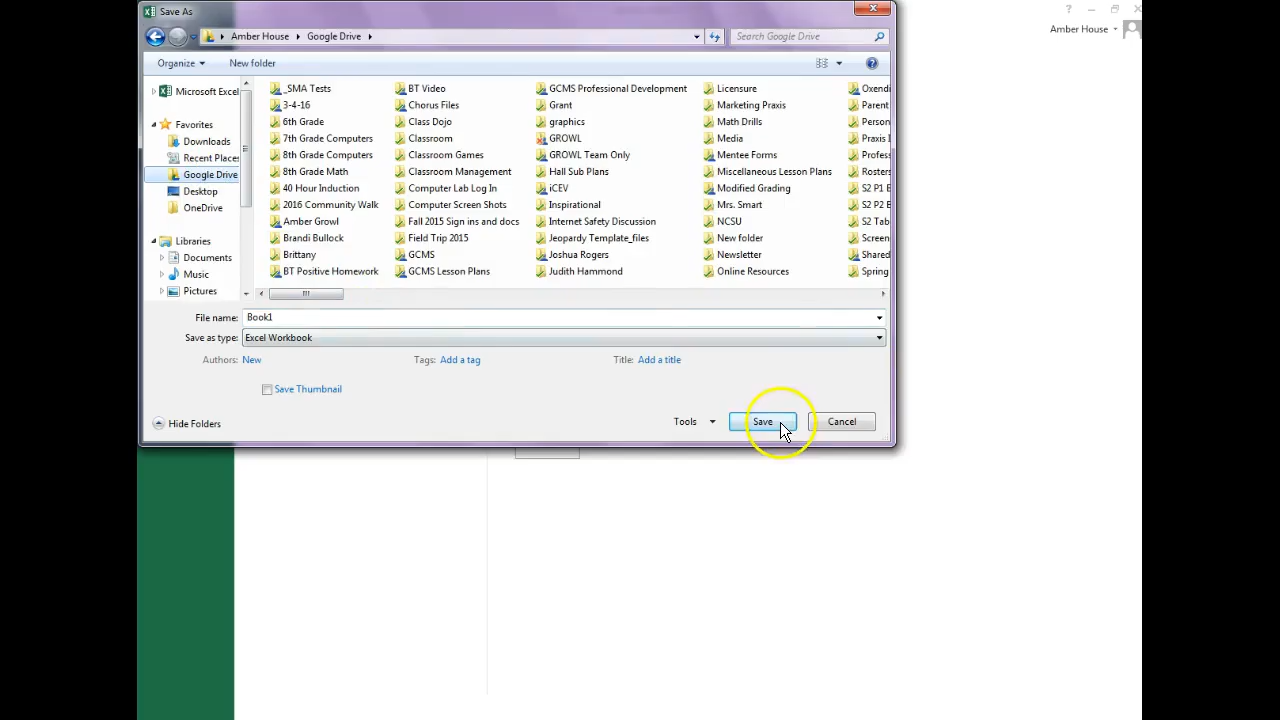 Save As
Amber House
Google Drive
Search Google Drive
?
Amber House
Organize
New folder
Microsoft Excel
Favorites
Downloads
Recent Places
Google Drive
Desktop
OneDrive
Libraries
Documents
Music
Pictures
_SMA Tests
3-4-16
6th Grade
7th Grade Computers
8th Grade Computers
8th Grade Math
40 Hour Induction
2016 Community Walk
Amber Growl
Brandi Bullock
Brittany
BT Positive Homework
BT Video
Chorus Files
Class Dojo
Classroom
Classroom Games
Classroom Management
Computer Lab Log In
Computer Screen Shots
Fall 2015 Sign ins and docs
Field Trip 2015
GCMS
GCMS Lesson Plans
GCMS Professional Development
Grant
graphics
GROWL
GROWL Team Only
Hall Sub Plans
iCEV
Inspirational
Internet Safety Discussion
Jeopardy Template_files
Joshua Rogers
Judith Hammond
Licensure
Marketing Praxis
Math Drills
Media
Mentee Forms
Miscellaneous Lesson Plans
Modified Grading
Mrs. Smart
NCSU
New folder
Newsletter
Online Resources
Oxendi
Parent
Person
Praxis I
Profess
Rosters
S2 P1 B
S2 P2 B
S2 Tab
Screen
Shared
Spring
File name: Book1
Save as type: Excel Workbook
Authors: New
Tags: Add a tag
Title: Add a title
Save Thumbnail
Hide Folders
Tools
Save
Cancel